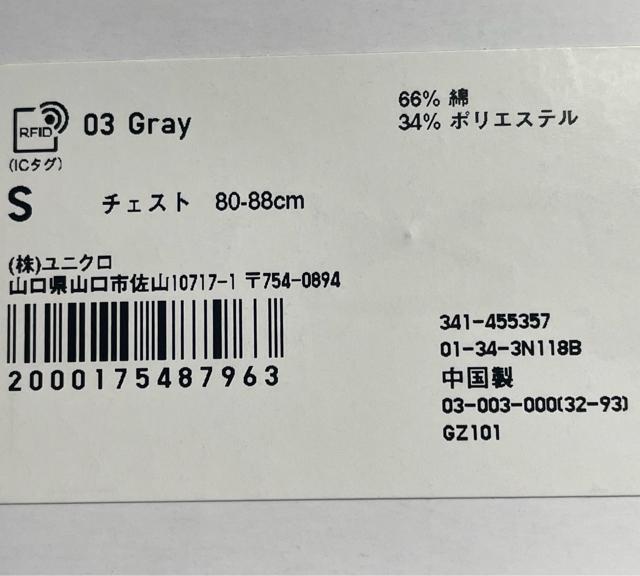 RFID
(ICタグ)
03 Gray
66% 綿
34% ポリエステル
S
チェスト 80-88cm
(株)ユニクロ
山口県山口市佐山10717-1 〒754-0894
2000175487963
341-455357
01-34-3N118B
中国製
03-003-000(32-93)
GZ101